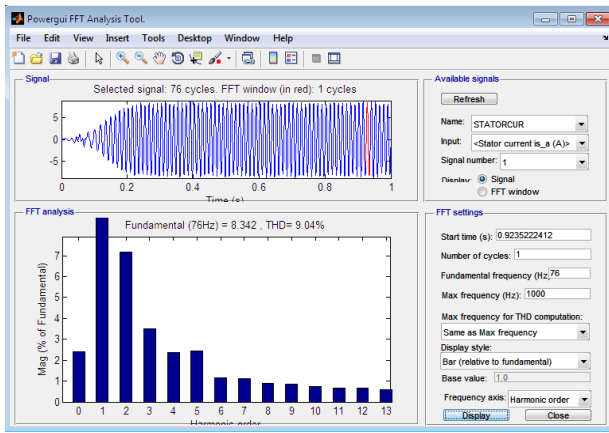 Powergui FFT Analysis Tool.
File Edit View Insert Tools Desktop Window Help
Signal
Selected signal: 76 cycles. FFT window (in red): 1 cycles
5
0
-5
0 0.2 0.4 0.6 0.8 1
Time (s)
FFT analysis
Fundamental (76Hz) = 8.342 , THD= 9.04%
Mag (% of Fundamental)
7
6
5
4
3
2
1
0
0 1 2 3 4 5 6 7 8 9 10 11 12 13
Harmonic order
Available signals
Refresh
Name: STATORCUR
Input: <Stator current is_a (A)>
Signal number: 1
Display: Signal
FFT window
FFT settings
Start time (s): 0.9235222412
Number of cycles: 1
Fundamental frequency (Hz 76
Max frequency (Hz): 1000
Max frequency for THD computation:
Same as Max frequency
Display style:
Bar (relative to fundamental)
Base value: 1.0
Frequency axis: Harmonic order
Display Close